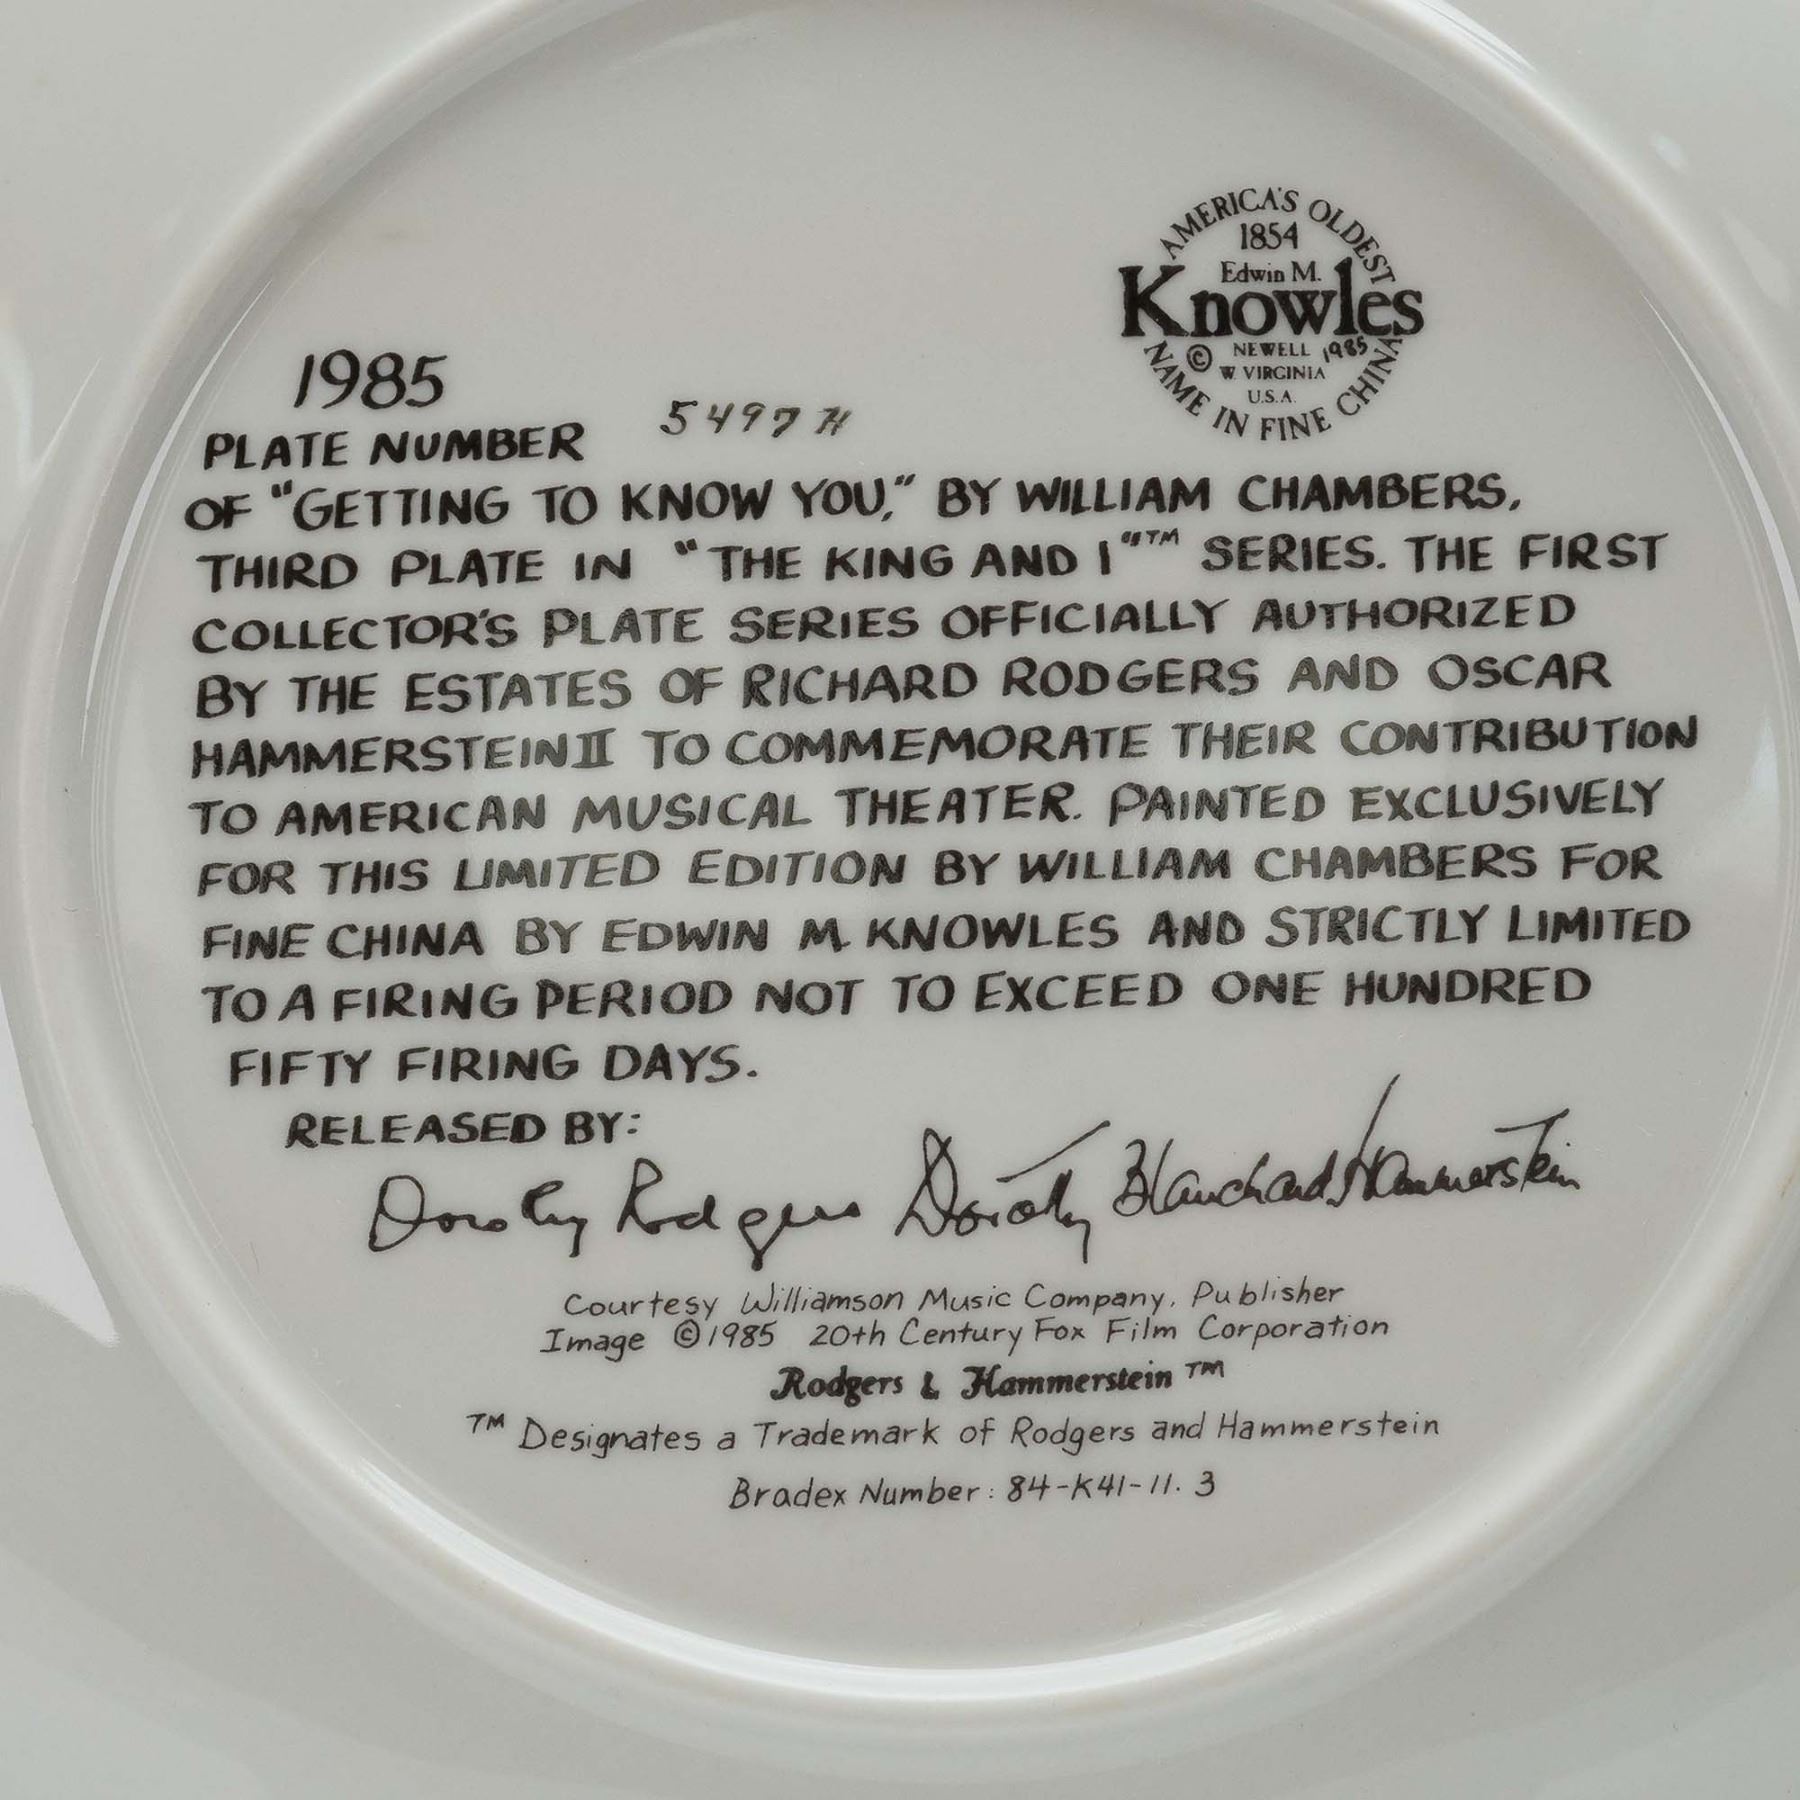 AMERICA'S OLDEST
1854
Edwin M.
Knowles
© NEWELL 1985
W. VIRGINIA
U.S.A.
NAME IN FINE CHINA
1985
PLATE NUMBER 5497H
OF "GETTING TO KNOW YOU," BY WILLIAM CHAMBERS,
THIRD PLATE IN "THE KING AND I"™ SERIES. THE FIRST
COLLECTOR'S PLATE SERIES OFFICIALLY AUTHORIZED
BY THE ESTATES OF RICHARD RODGERS AND OSCAR
HAMMERSTEIN II TO COMMEMORATE THEIR CONTRIBUTION
TO AMERICAN MUSICAL THEATER. PAINTED EXCLUSIVELY
FOR THIS LIMITED EDITION BY WILLIAM CHAMBERS FOR
FINE CHINA BY EDWIN M. KNOWLES AND STRICTLY LIMITED
TO A FIRING PERIOD NOT TO EXCEED ONE HUNDRED
FIFTY FIRING DAYS.
RELEASED BY:
Dorothy Rodgers Dorothy Blanchard Hammerstein
Courtesy Williamson Music Company, Publisher
Image ©1985 20th Century Fox Film Corporation
Rodgers & Hammerstein ™
™ Designates a Trademark of Rodgers and Hammerstein
Bradex Number: 84-K41-11.3